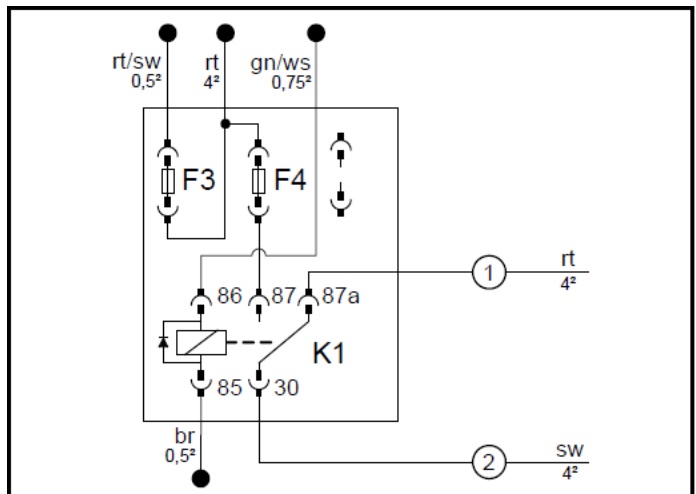 rt/sw rt gn/ws
0,5² 4² 0,75²
F3 F4
1 rt
4²
86 87 87a
K1
85 30
br
0,5²
2 sw
4²